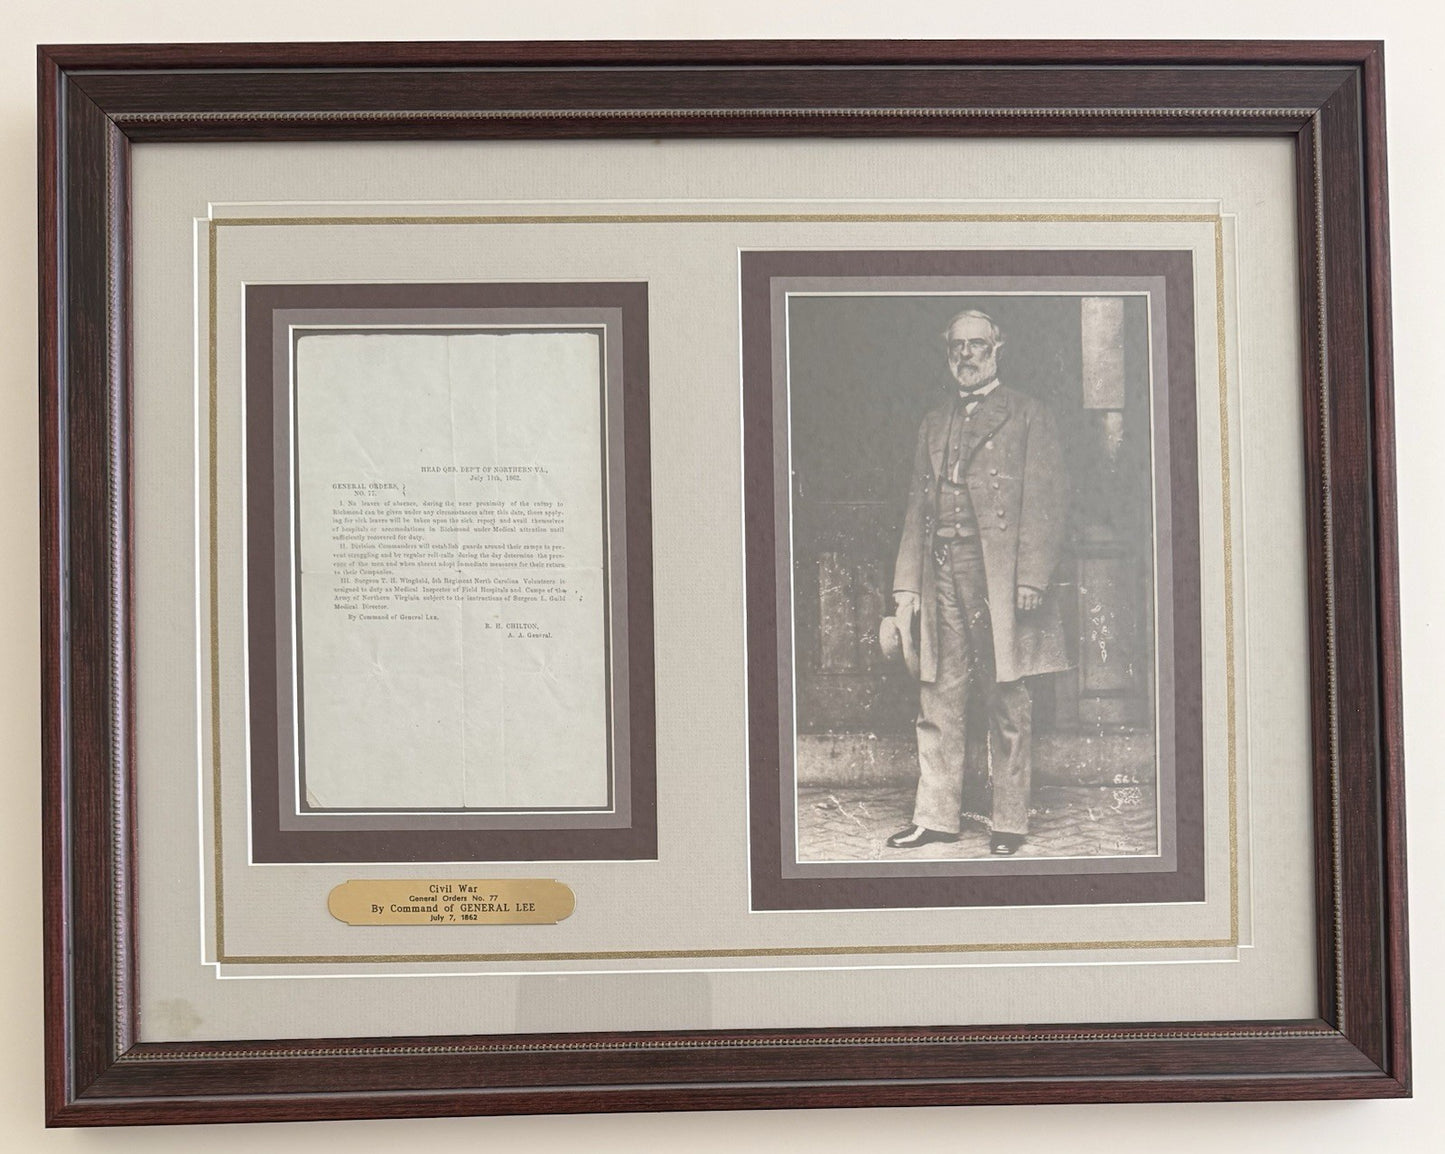 HEAD QRS. DEP'T OF NORTHERN VA.,
July 11th, 1862.
GENERAL ORDERS,
NO. 77.
I. No leaves of absence, during the near proximity of the enemy to
Richmond can be given under any circumstances after this date, those apply-
ing for sick leaves will be taken upon the sick report and avail themselves
of hospitals or accomodations in Richmond under Medical attention until
sufficiently recovered for duty.
II. Division Commanders will establish guards around their camps to pre-
vent straggling and be regular roll-calls during the day determine the pres-
ence of the men and when absent adopt immediate measures for their return
to their Companies.
III. Surgeon T. H. Wingfield, 5th Regiment North Carolina Volunteers is
assigned to duty as Medical Inspector of Field Hospitals and Camps of the
Army of Northern Virginia subject to the instructions of Surgeon L. Guild
Medical Director.
By Command of General LEE.
R. H. CHILTON,
A. A. General.
Civil War
General Orders No. 77
By Command of GENERAL LEE
July 7, 1862